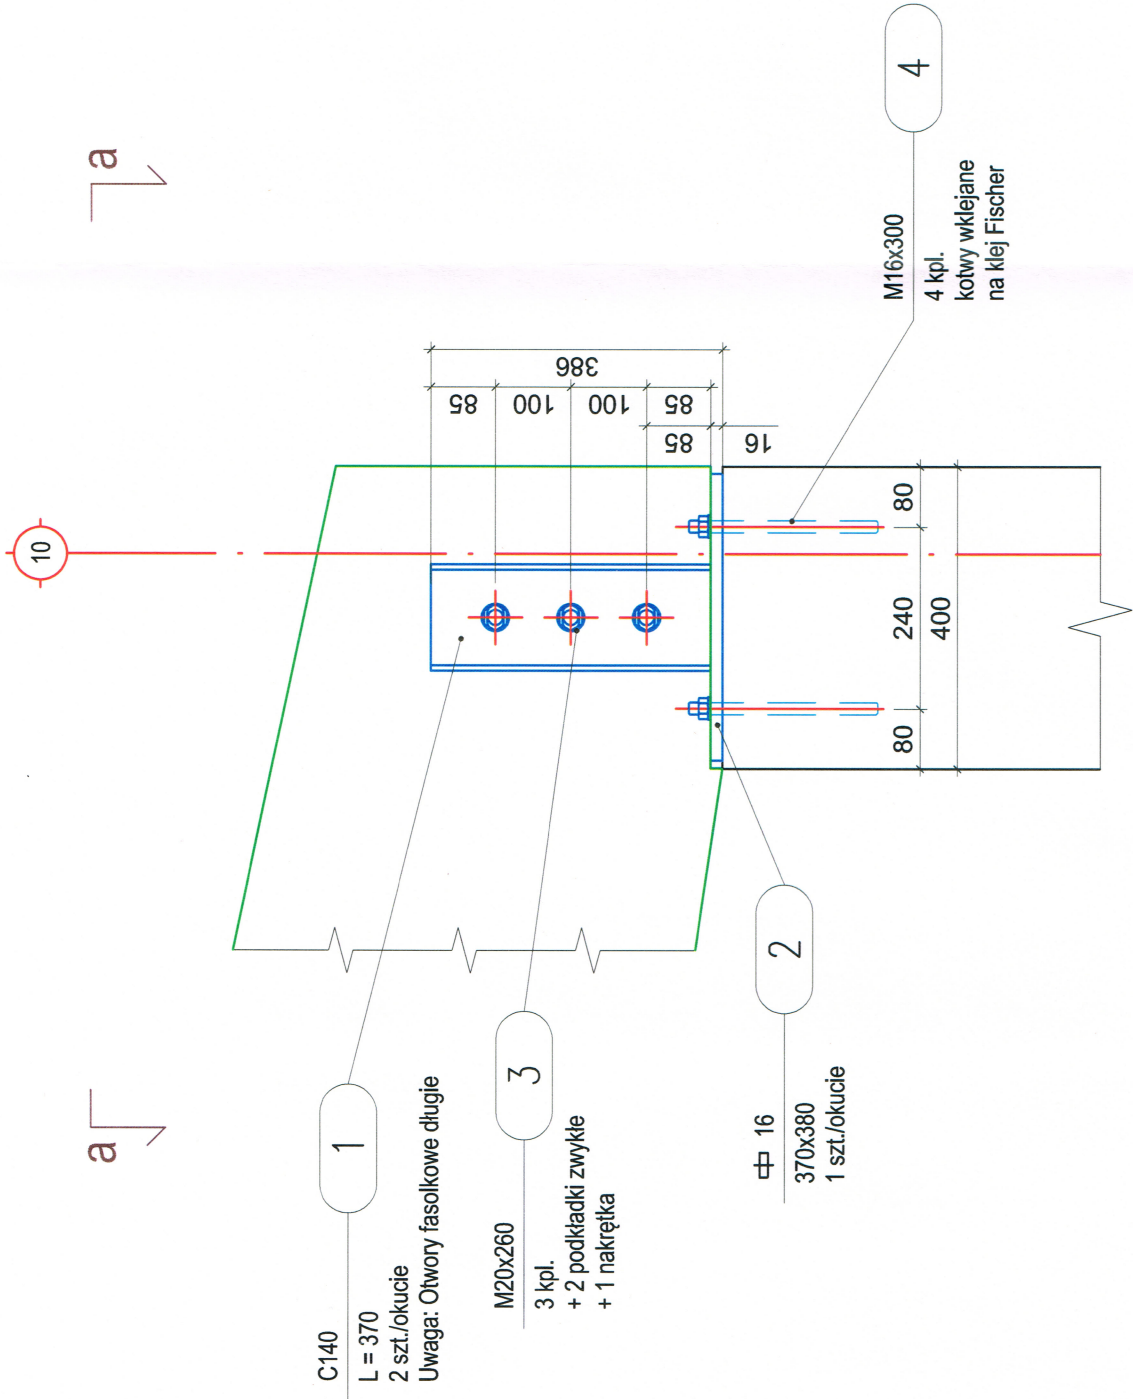 a
a
10
1
C140
L = 370
2 szt./okucie
Uwaga: Otwory fasolkowe długie
3
M20x260
3 kpl.
+ 2 podkładki zwykłe
+ 1 nakrętka
2
16
370x380
1 szt./okucie
4
M16x300
4 kpl.
kotwy wklejane
na klej Fischer
85
100
100
85
386
85
16
80
240
80
400